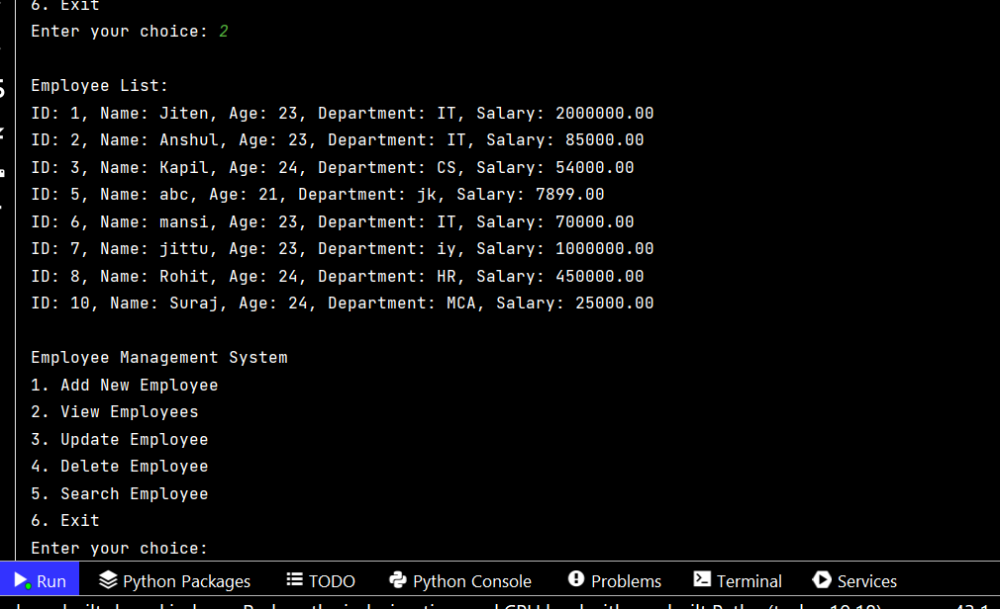 6. Exit
Enter your choice: 2
Employee List:
ID: 1, Name: Jiten, Age: 23, Department: IT, Salary: 2000000.00
ID: 2, Name: Anshul, Age: 23, Department: IT, Salary: 85000.00
ID: 3, Name: Kapil, Age: 24, Department: CS, Salary: 54000.00
ID: 5, Name: abc, Age: 21, Department: jk, Salary: 7899.00
ID: 6, Name: mansi, Age: 23, Department: IT, Salary: 70000.00
ID: 7, Name: jittu, Age: 23, Department: iy, Salary: 1000000.00
ID: 8, Name: Rohit, Age: 24, Department: HR, Salary: 450000.00
ID: 10, Name: Suraj, Age: 24, Department: MCA, Salary: 25000.00
Employee Management System
1. Add New Employee
2. View Employees
3. Update Employee
4. Delete Employee
5. Search Employee
6. Exit
Enter your choice:
Run Python Packages TODO Python Console Problems Terminal Services